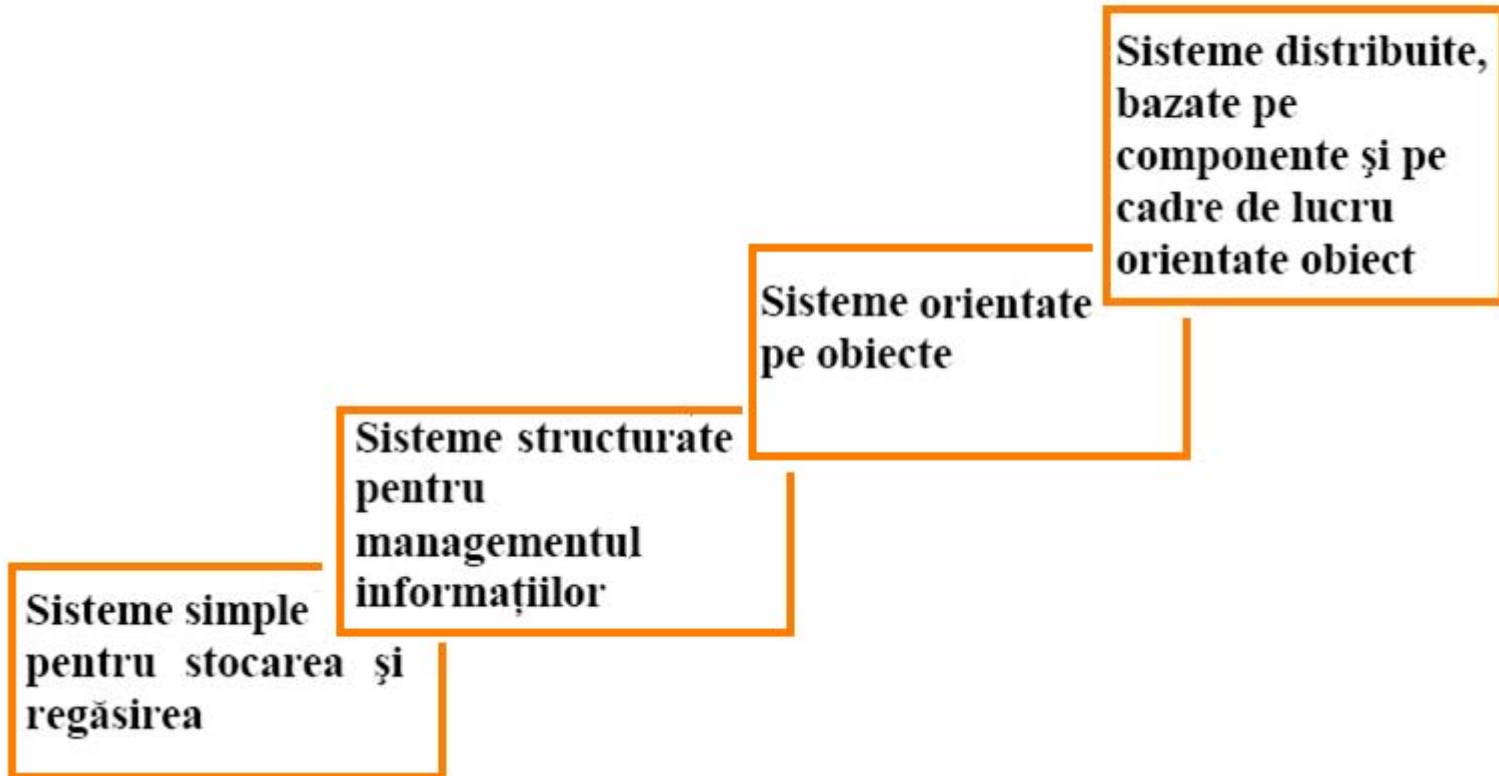 Sisteme distribuite,
bazate pe
componente şi pe
cadre de lucru
orientate obiect
Sisteme orientate
pe obiecte
Sisteme structurate
pentru
managementul
informațiilor
Sisteme simple
pentru stocarea şi
regăsirea